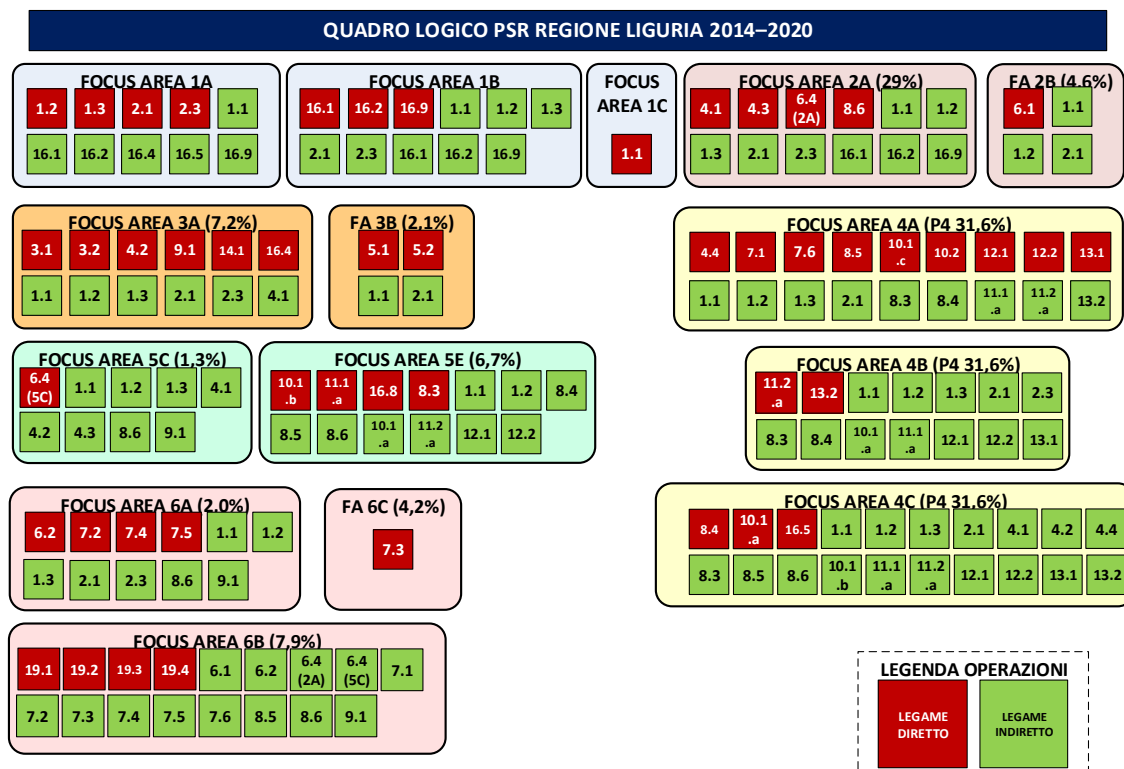 QUADRO LOGICO PSR REGIONE LIGURIA 2014–2020
FOCUS AREA 1A
1.2 1.3 2.1 2.3 1.1
16.1 16.2 16.4 16.5 16.9
FOCUS AREA 1B
16.1 16.2 16.9 1.1 1.2 1.3
2.1 2.3 16.1 16.2 16.9
FOCUS
AREA 1C
1.1
FOCUS AREA 2A (29%)
4.1 4.3 6.4 (2A) 8.6 1.1 1.2
1.3 2.1 2.3 16.1 16.2 16.9
FA 2B (4.6%)
6.1 1.1
1.2 2.1
FOCUS AREA 3A (7,2%)
3.1 3.2 4.2 9.1 14.1 16.4
1.1 1.2 1.3 2.1 2.3 4.1
FA 3B (2,1%)
5.1 5.2
1.1 2.1
FOCUS AREA 4A (P4 31,6%)
4.4 7.1 7.6 8.5 10.1 .c 10.2 12.1 12.2 13.1
1.1 1.2 1.3 2.1 8.3 8.4 11.1 .a 11.2 .a 13.2
FOCUS AREA 5C (1,3%)
6.4 (5C) 1.1 1.2 1.3 4.1
4.2 4.3 8.6 9.1
FOCUS AREA 5E (6,7%)
10.1 .b 11.1 .a 16.8 8.3 1.1 1.2 8.4
8.5 8.6 10.1 .a 11.2 .a 12.1 12.2
FOCUS AREA 4B (P4 31,6%)
11.2 .a 13.2 1.1 1.2 1.3 2.1 2.3
8.3 8.4 10.1 .a 11.1 .a 12.1 12.2 13.1
FOCUS AREA 6A (2.0%)
6.2 7.2 7.4 7.5 1.1 1.2
1.3 2.1 2.3 8.6 9.1
FA 6C (4,2%)
7.3
FOCUS AREA 4C (P4 31,6%)
8.4 10.1 .a 16.5 1.1 1.2 1.3 2.1 4.1 4.2 4.4
8.3 8.5 8.6 10.1 .b 11.1 .a 11.2 .a 12.1 12.2 13.1 13.2
FOCUS AREA 6B (7,9%)
19.1 19.2 19.3 19.4 6.1 6.2 6.4 (2A) 6.4 (5C) 7.1
7.2 7.3 7.4 7.5 7.6 8.5 8.6 9.1
LEGENDA OPERAZIONI
LEGAME
DIRETTO
LEGAME
INDIRETTO